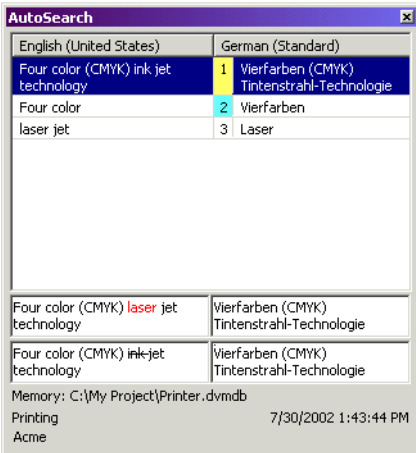 AutoSearch
English (United States) German (Standard)
Four color (CMYK) ink jet 1 Vierfarben (CMYK)
technology Tintenstrahl-Technologie
Four color 2 Vierfarben
laser jet 3 Laser
Four color (CMYK) laser jet Vierfarben (CMYK)
technology Tintenstrahl-Technologie
Four color (CMYK) ink jet Vierfarben (CMYK)
technology Tintenstrahl-Technologie
Memory: C:\My Project\Printer.dvmdb
Printing 7/30/2002 1:43:44 PM
Acme